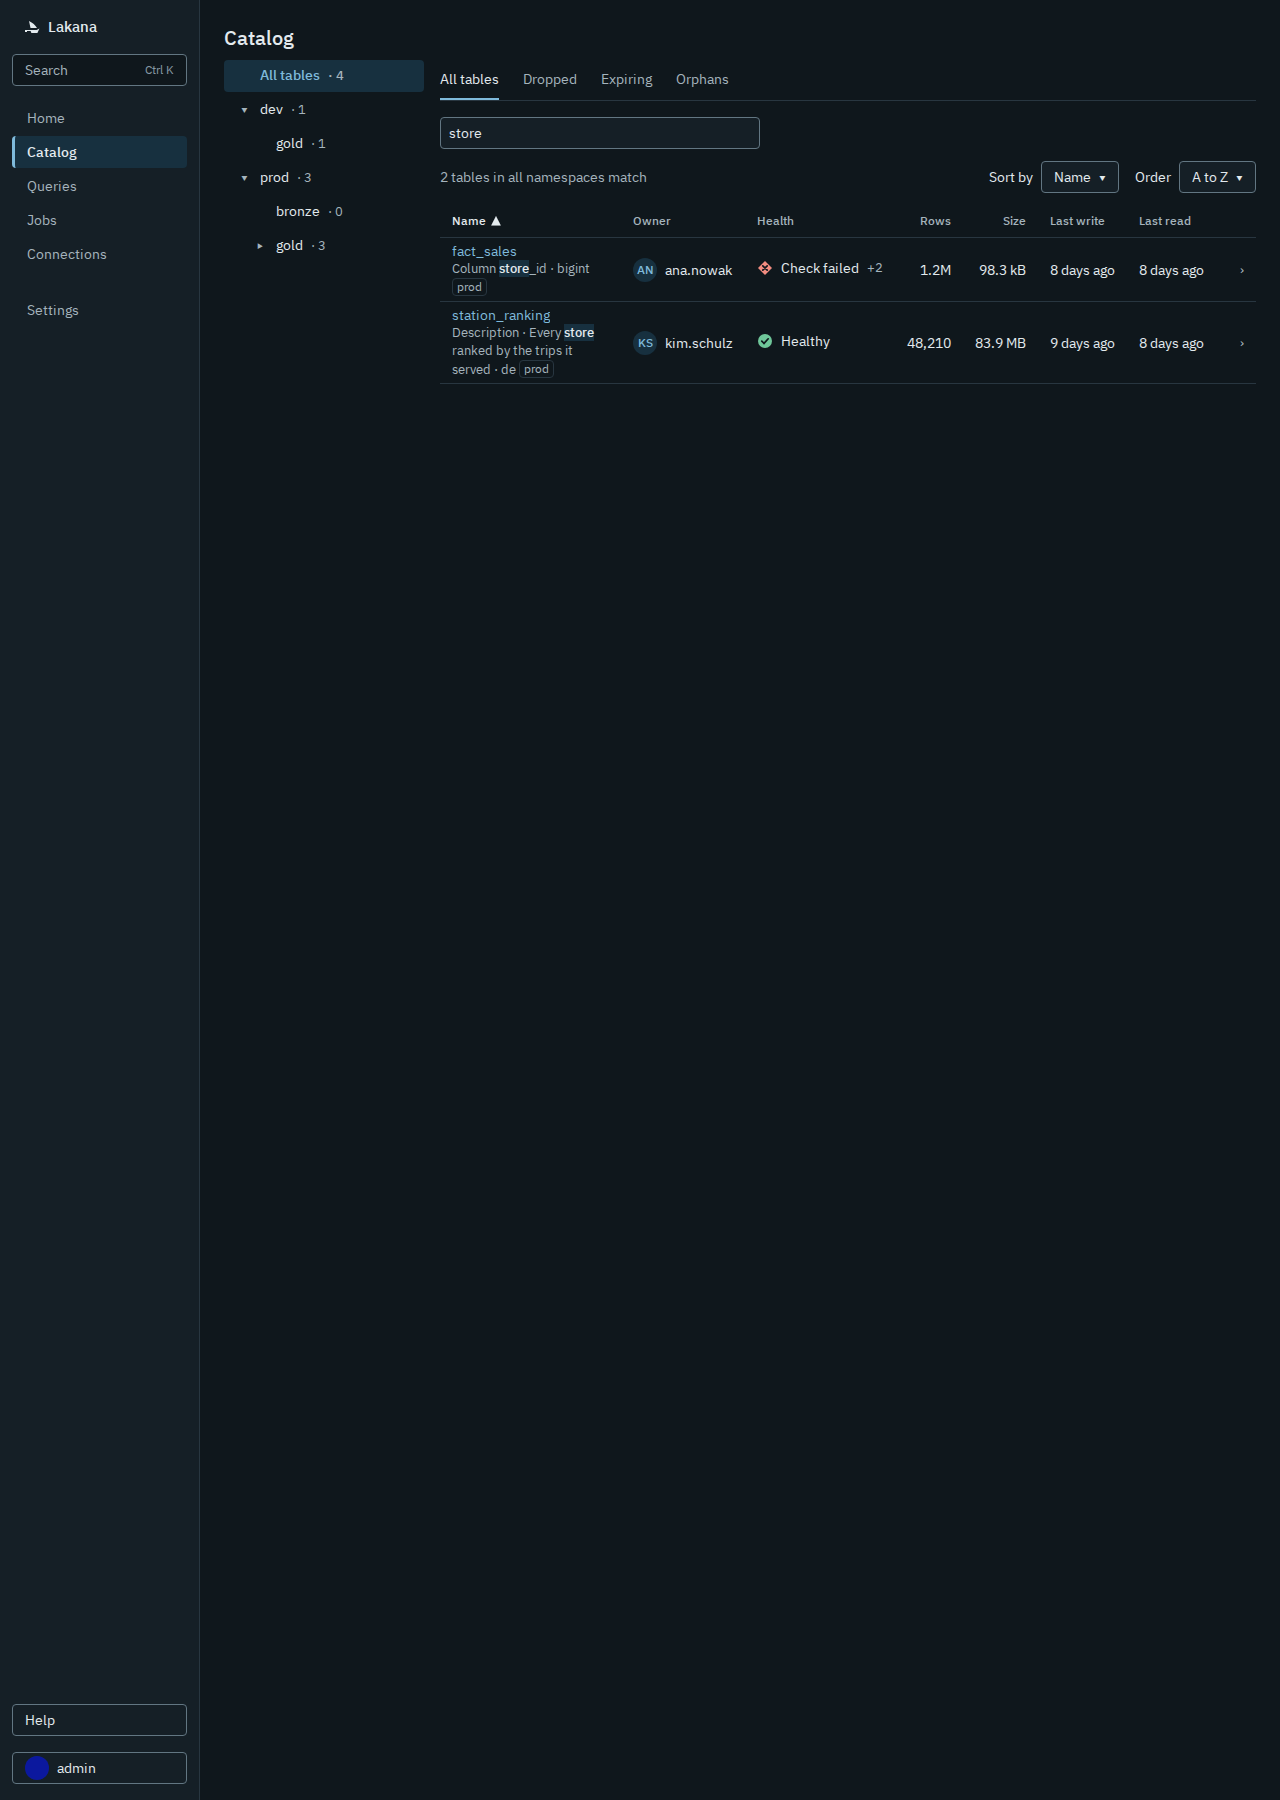 Lakana
Search Ctrl K
Home
Catalog
Queries
Jobs
Connections
Settings
Help
admin
Catalog
All tables · 4
dev · 1
gold · 1
prod · 3
bronze · 0
gold · 3
All tables Dropped Expiring Orphans
store
2 tables in all namespaces match
Sort by Name Order A to Z
Name Owner Health Rows Size Last write Last read
fact_sales
Column store_id · bigint
prod
AN ana.nowak Check failed +2 1.2M 98.3 kB 8 days ago 8 days ago
station_ranking
Description · Every store
ranked by the trips it
served · de prod
KS kim.schulz Healthy 48,210 83.9 MB 9 days ago 8 days ago